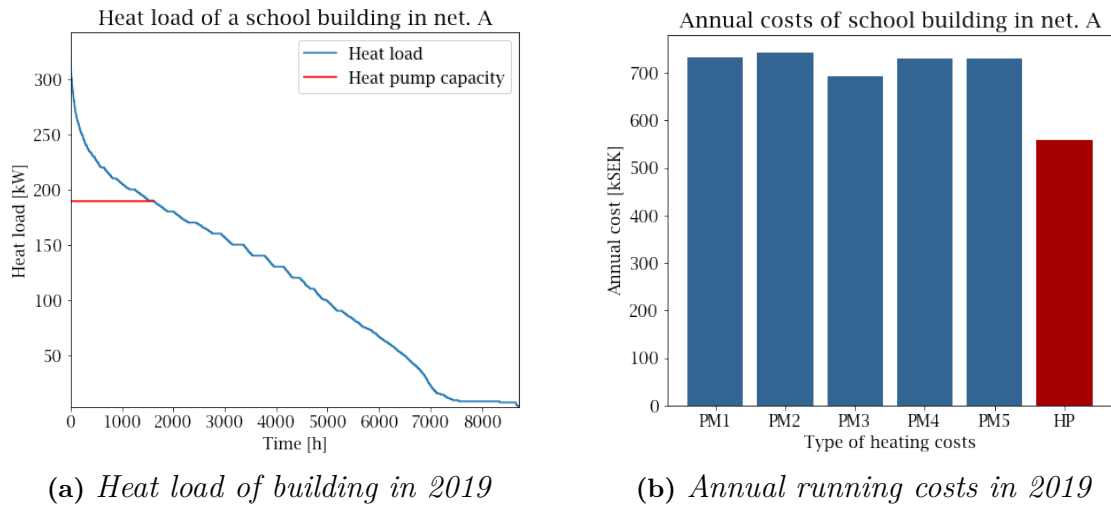 Heat load of a school building in net. A
Heat load
Heat pump capacity
300
250
200
150
100
50
Heat load [kW]
0 1000 2000 3000 4000 5000 6000 7000 8000
Time [h]
(a) Heat load of building in 2019
Annual costs of school building in net. A
700
600
500
400
300
200
100
0
Annual cost [kSEK]
PM1 PM2 PM3 PM4 PM5 HP
Type of heating costs
(b) Annual running costs in 2019